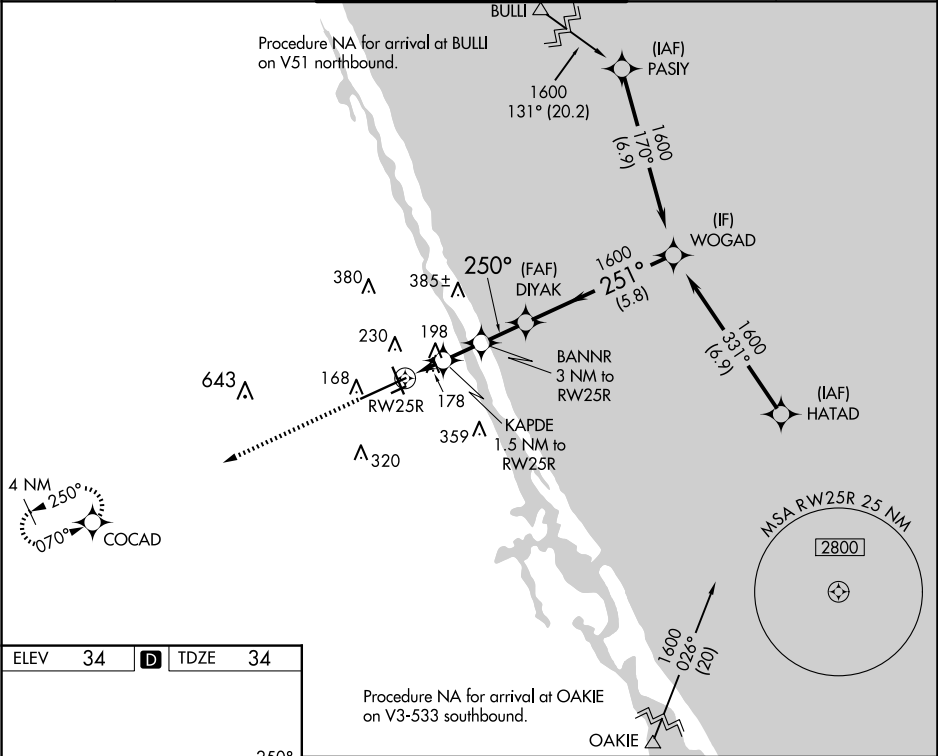 BULLI
Procedure NA for arrival at BULLI
on V51 northbound.
(IAF)
PASIY
1600
131° (20.2)
1600
170°
(6.9)
(IF)
WOGAD
1600
251°
(5.8)
250°
(FAF)
DIYAK
380
385±
230
198
643
168
RW25R
178
BANNR
3 NM to
RW25R
1600
331°
(6.9)
(IAF)
HATAD
359
KAPDE
1.5 NM to
RW25R
320
4 NM
250°
070°
COCAD
MSA RW25R 25 NM
2800
ELEV 34 D TDZE 34
1600
026°
(20)
Procedure NA for arrival at OAKIE
on V3-533 southbound.
OAKIE